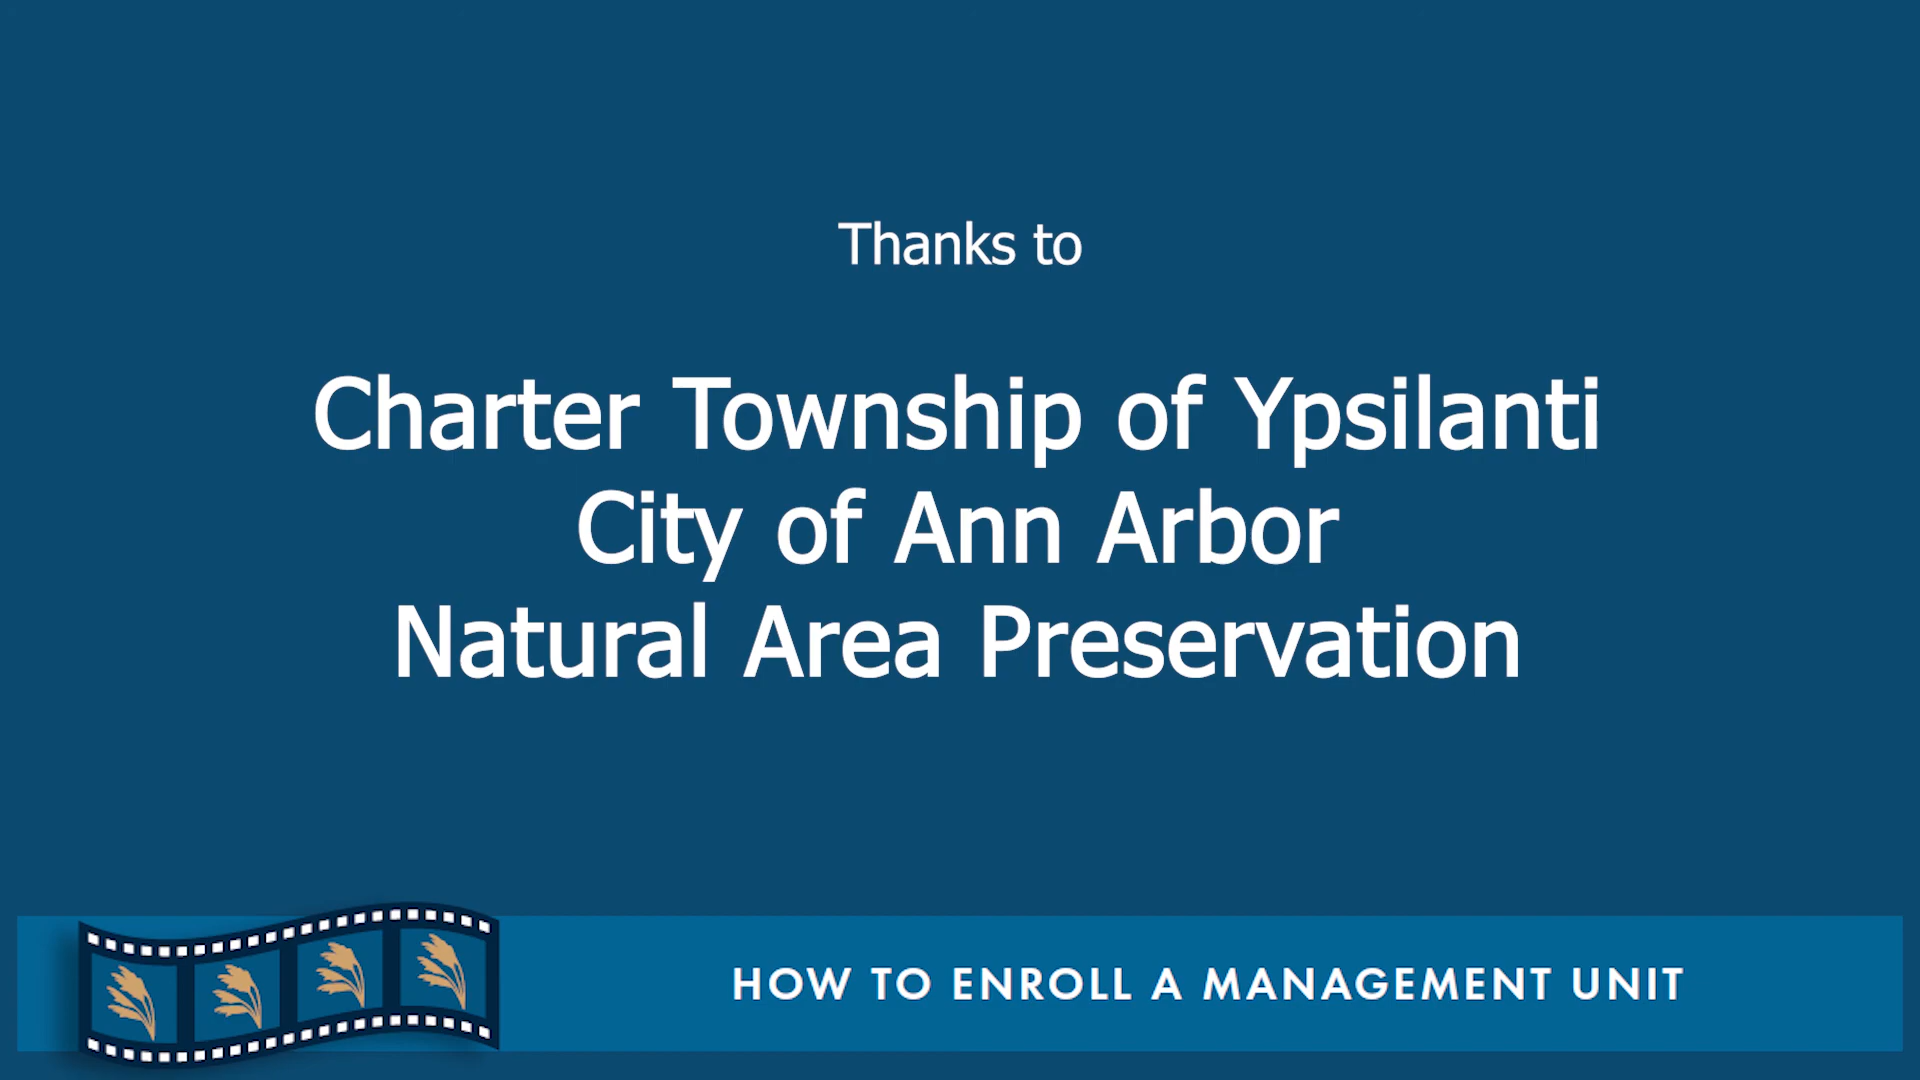 Thanks to
Charter Township of Ypsilanti
City of Ann Arbor
Natural Area Preservation
HOW TO ENROLL A MANAGEMENT UNIT